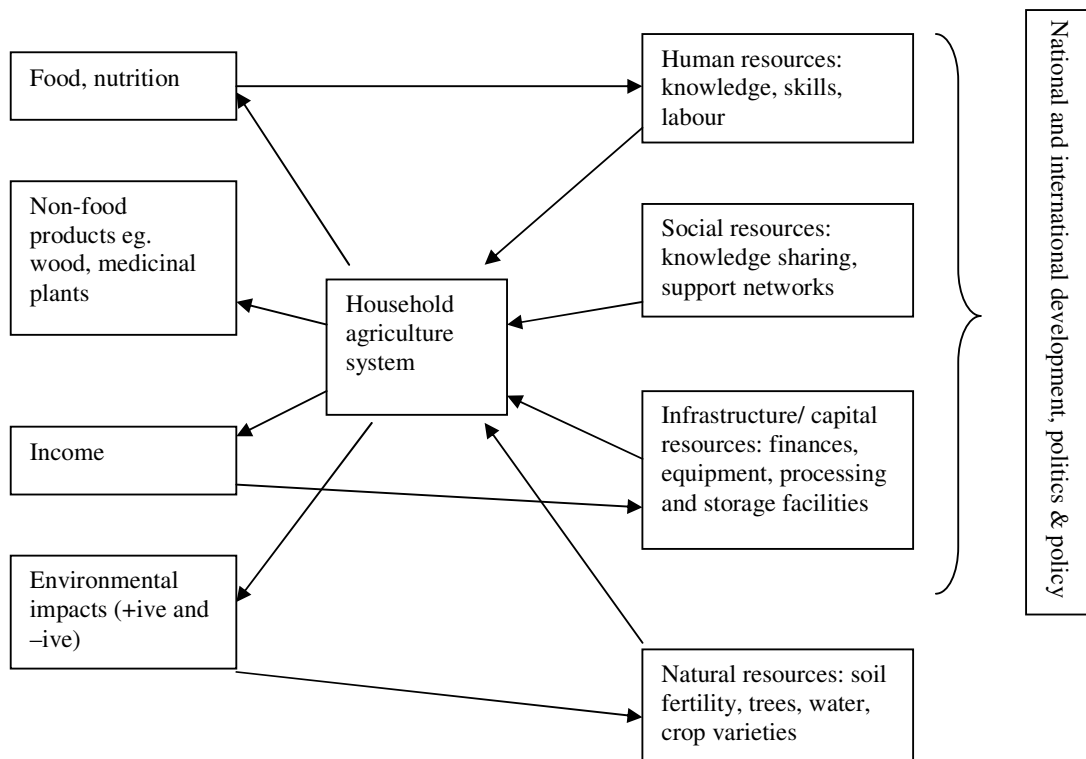 Food, nutrition
Non-food
products eg.
wood, medicinal
plants
Income
Environmental
impacts (+ive and
–ive)
Household
agriculture
system
Human resources:
knowledge, skills,
labour
Social resources:
knowledge sharing,
support networks
Infrastructure/ capital
resources: finances,
equipment, processing
and storage facilities
Natural resources: soil
fertility, trees, water,
crop varieties
National and international development, politics & policy